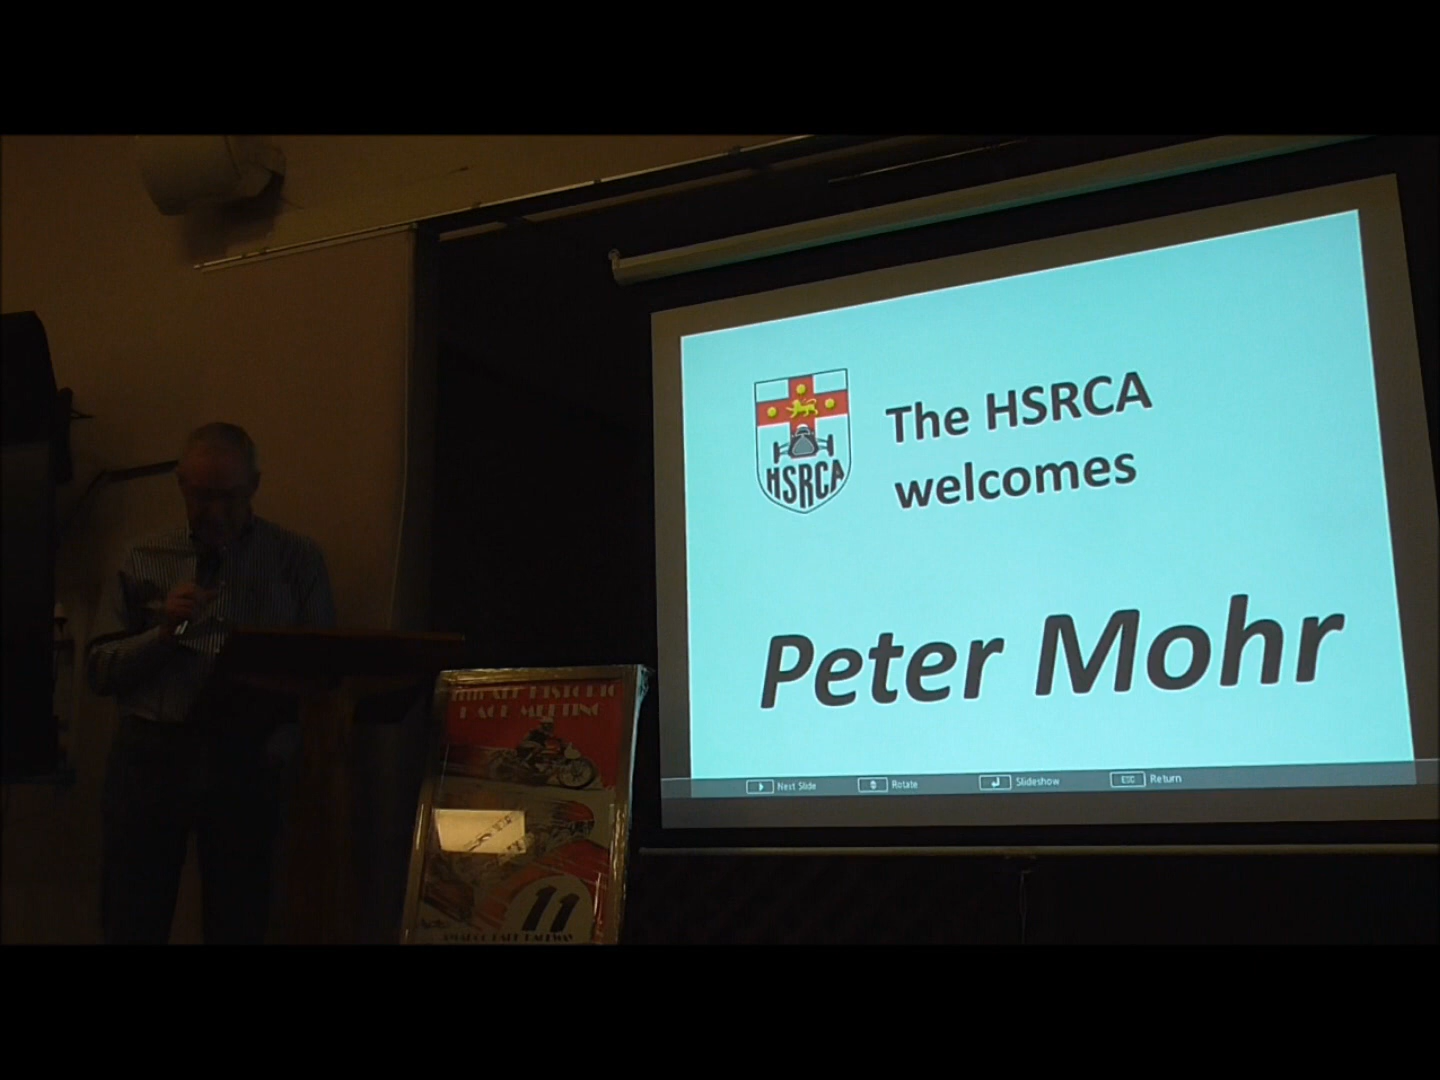 The HSRCA
welcomes
HSRCA
Peter Mohr
Next Slide
Rotate
Slideshow
ESC
Return
HISTORIC
RACE MEETING
11